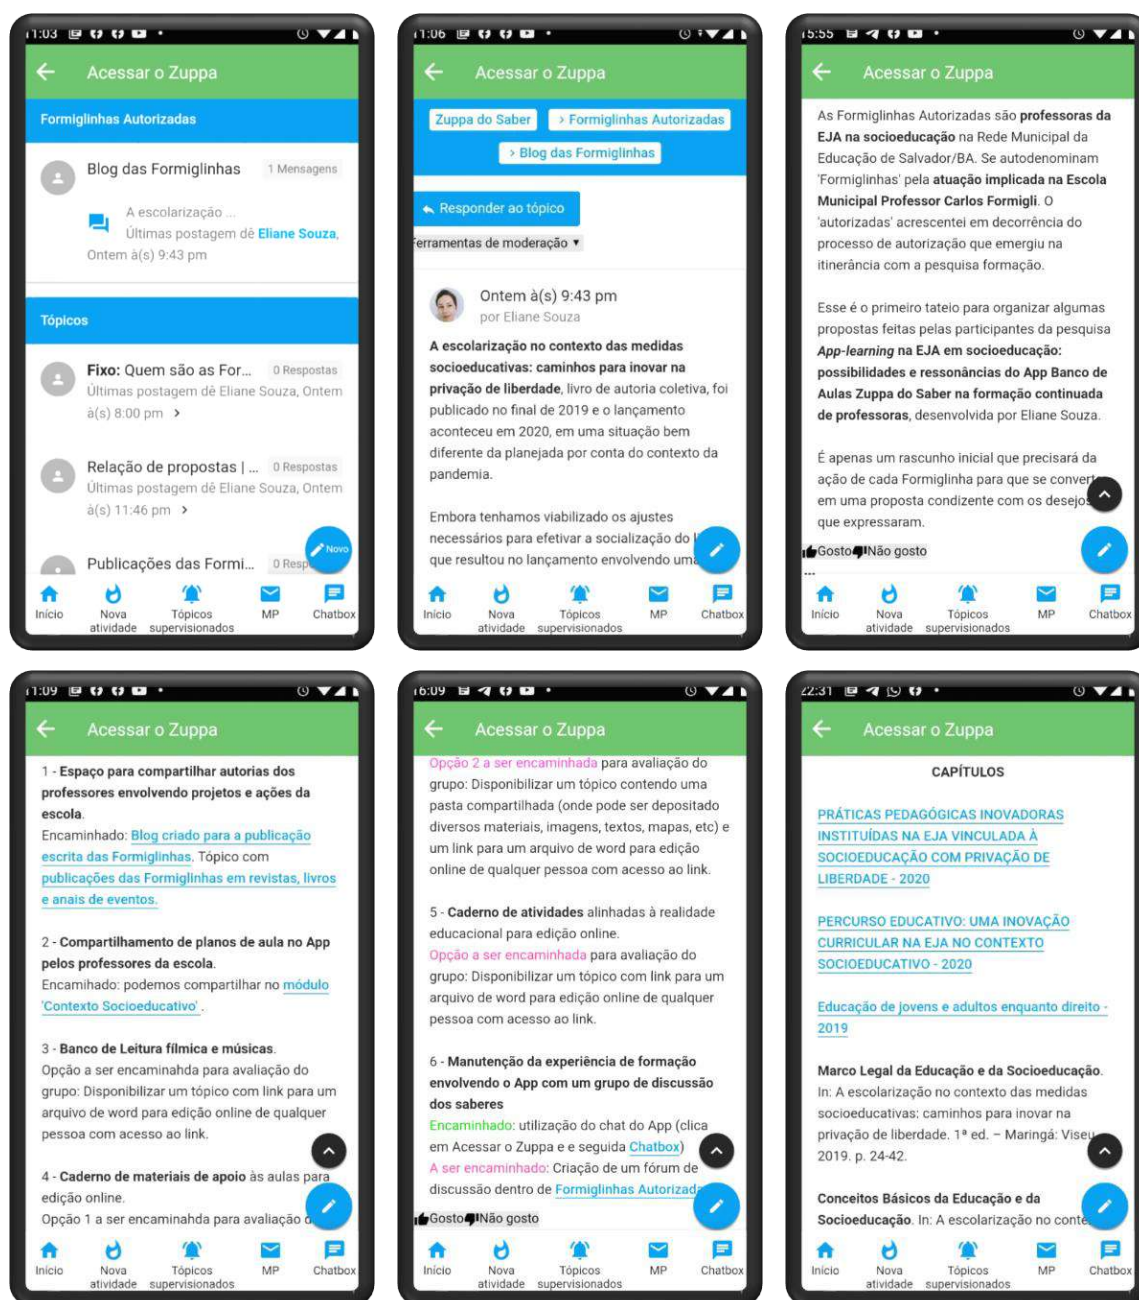 11:03
Acessar o Zuppa
Formiglinhas Autorizadas
Blog das Formiglinhas
1 Mensagens
A escolarização ...
Últimas postagem dê Eliane Souza,
Ontem à(s) 9:43 pm
Tópicos
Fixo: Quem são as For...
0 Respostas
Últimas postagem dê Eliane Souza, Ontem
à(s) 8:00 pm >
Relação de propostas | ...
0 Respostas
Últimas postagem dê Eliane Souza, Ontem
à(s) 11:46 pm >
Publicações das Formi...
0 Resp
Novo
Início
Nova
atividade
Tópicos
supervisionados
MP
Chatbox
11:06
Acessar o Zuppa
Zuppa do Saber
> Formiglinhas Autorizadas
> Blog das Formiglinhas
Responder ao tópico
Ferramentas de moderação ▼
Ontem à(s) 9:43 pm
por Eliane Souza
A escolarização no contexto das medidas
socioeducativas: caminhos para inovar na
privação de liberdade, livro de autoria coletiva, foi
publicado no final de 2019 e o lançamento
aconteceu em 2020, em uma situação bem
diferente da planejada por conta do contexto da
pandemia.
Embora tenhamos viabilizado os ajustes
necessários para efetivar a socialização do l
que resultou no lançamento envolvendo uma
Início
Nova
atividade
Tópicos
supervisionados
MP
Chatbox
15:55
Acessar o Zuppa
As Formiglinhas Autorizadas são professoras da
EJA na socioeducação na Rede Municipal da
Educação de Salvador/BA. Se autodenominam
'Formiglinhas' pela atuação implicada na Escola
Municipal Professor Carlos Formigli. O
'autorizadas' acrescentei em decorrência do
processo de autorização que emergiu na
itinerância com a pesquisa formação.
Esse é o primeiro tateio para organizar algumas
propostas feitas pelas participantes da pesquisa
App-learning na EJA em socioeducação:
possibilidades e ressonâncias do App Banco de
Aulas Zuppa do Saber na formação continuada
de professoras, desenvolvida por Eliane Souza.
É apenas um rascunho inicial que precisará da
ação de cada Formiglinha para que se convert
em uma proposta condizente com os desejos
que expressaram.
Gosto Não gosto
...
Início
Nova
atividade
Tópicos
supervisionados
MP
Chatbox
11:09
Acessar o Zuppa
1 - Espaço para compartilhar autorias dos
professores envolvendo projetos e ações da
escola.
Encaminhado: Blog criado para a publicação
escrita das Formiglinhas. Tópico com
publicações das Formiglinhas em revistas, livros
e anais de eventos.
2 - Compartilhamento de planos de aula no App
pelos professores da escola.
Encamihado: podemos compartilhar no módulo
'Contexto Socioeducativo' .
3 - Banco de Leitura fílmica e músicas.
Opção a ser encaminahda para avaliação do
grupo: Disponibilizar um tópico com link para um
arquivo de word para edição online de qualquer
pessoa com acesso ao link.
4 - Caderno de materiais de apoio às aulas para
edição online.
Opção 1 a ser encaminahda para avaliação d
Início
Nova
atividade
Tópicos
supervisionados
MP
Chatbox
16:09
Acessar o Zuppa
Opção 2 a ser encaminhada para avaliação do
grupo: Disponibilizar um tópico contendo uma
pasta compartilhada (onde pode ser depositado
diversos materiais, imagens, textos, mapas, etc) e
um link para um arquivo de word para edição
online de qualquer pessoa com acesso ao link.
5 - Caderno de atividades alinhadas à realidade
educacional para edição online.
Opção a ser encaminhada para avaliação do
grupo: Disponibilizar um tópico com link para um
arquivo de word para edição online de qualquer
pessoa com acesso ao link.
6 - Manutenção da experiência de formação
envolvendo o App com um grupo de discussão
dos saberes
Encaminhado: utilização do chat do App (clica
em Acessar o Zuppa e e seguida Chatbox)
A ser encaminhado: Criação de um fórum de
discussão dentro de Formiglinhas Autorizada
Gosto Não gosto
Início
Nova
atividade
Tópicos
supervisionados
MP
Chatbox
22:31
Acessar o Zuppa
CAPÍTULOS
PRÁTICAS PEDAGÓGICAS INOVADORAS
INSTITUÍDAS NA EJA VINCULADA À
SOCIOEDUCAÇÃO COM PRIVAÇÃO DE
LIBERDADE - 2020
PERCURSO EDUCATIVO: UMA INOVAÇÃO
CURRICULAR NA EJA NO CONTEXTO
SOCIOEDUCATIVO - 2020
Educação de jovens e adultos enquanto direito -
2019
Marco Legal da Educação e da Socioeducação.
In: A escolarização no contexto das medidas
socioeducativas: caminhos para inovar na
privação de liberdade. 1ª ed. – Maringá: Viseu
2019. p. 24-42.
Conceitos Básicos da Educação e da
Socioeducação. In: A escolarização no conte
Início
Nova
atividade
Tópicos
supervisionados
MP
Chatbox